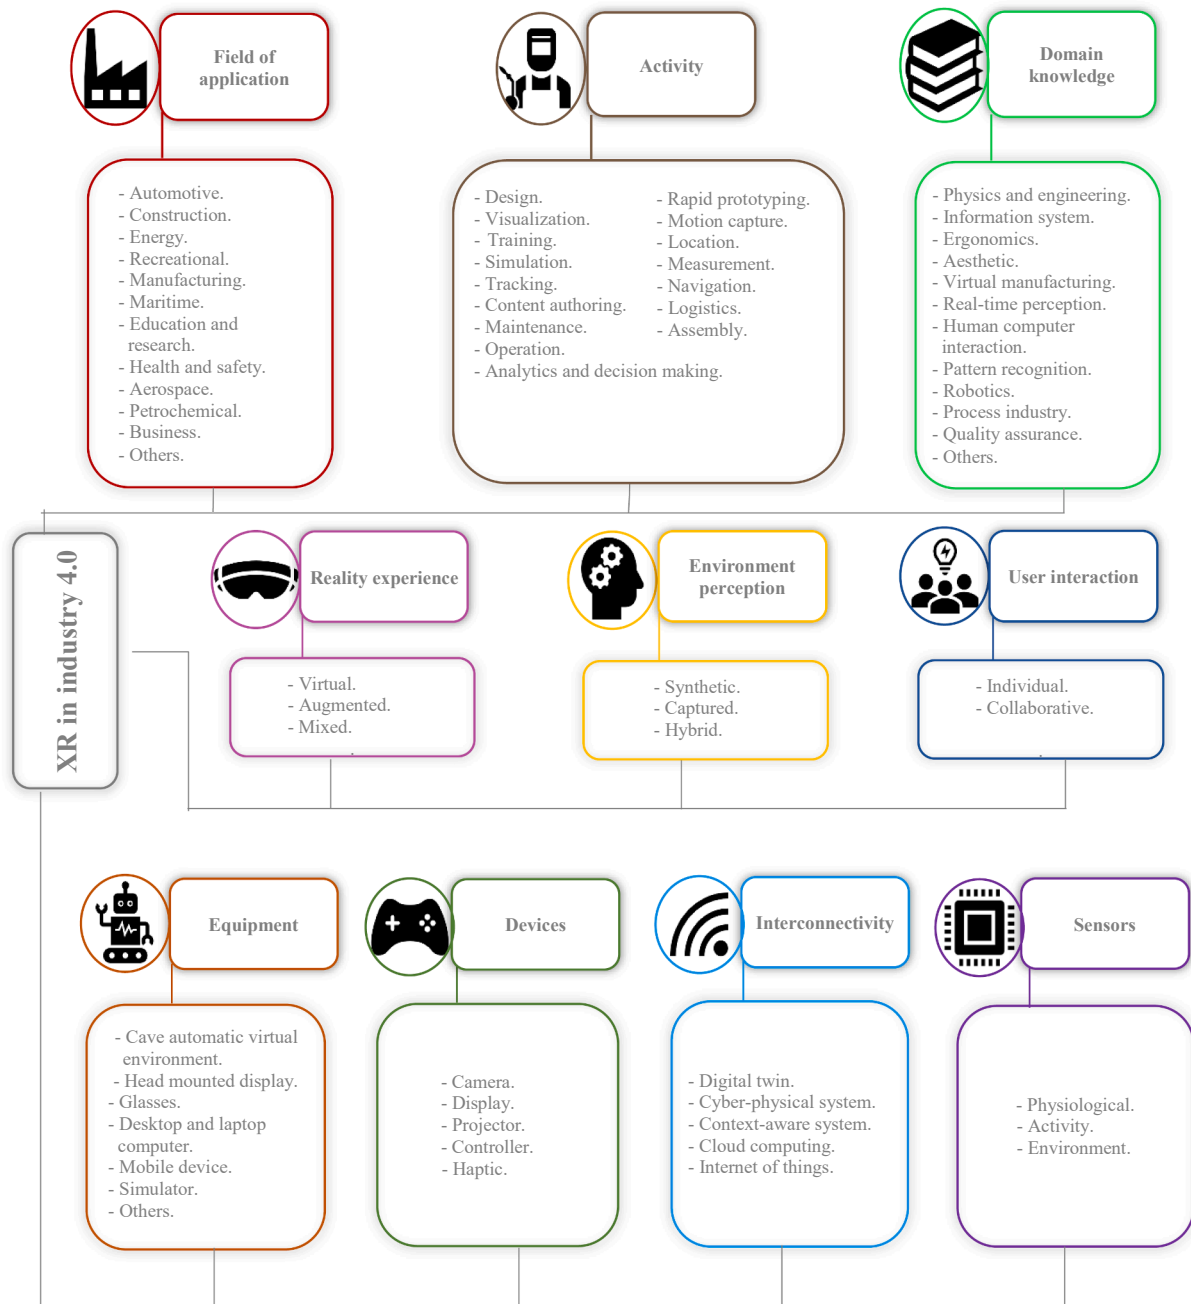 Field of
application
Activity
Domain
knowledge
- Automotive.
- Construction.
- Energy.
- Recreational.
- Manufacturing.
- Maritime.
- Education and
research.
- Health and safety.
- Aerospace.
- Petrochemical.
- Business.
- Others.
- Design.
- Visualization.
- Training.
- Simulation.
- Tracking.
- Content authoring.
- Maintenance.
- Operation.
- Analytics and decision making.
- Rapid prototyping.
- Motion capture.
- Location.
- Measurement.
- Navigation.
- Logistics.
- Assembly.
- Physics and engineering.
- Information system.
- Ergonomics.
- Aesthetic.
- Virtual manufacturing.
- Real-time perception.
- Human computer
interaction.
- Pattern recognition.
- Robotics.
- Process industry.
- Quality assurance.
- Others.
XR in industry 4.0
Reality experience
Environment
perception
User interaction
- Virtual.
- Augmented.
- Mixed.
.
- Synthetic.
- Captured.
- Hybrid.
- Individual.
- Collaborative.
.
Equipment
Devices
Interconnectivity
Sensors
- Cave automatic virtual
environment.
- Head mounted display.
- Glasses.
- Desktop and laptop
computer.
- Mobile device.
- Simulator.
- Others.
- Camera.
- Display.
- Projector.
- Controller.
- Haptic.
- Digital twin.
- Cyber-physical system.
- Context-aware system.
- Cloud computing.
- Internet of things.
- Physiological.
- Activity.
- Environment.